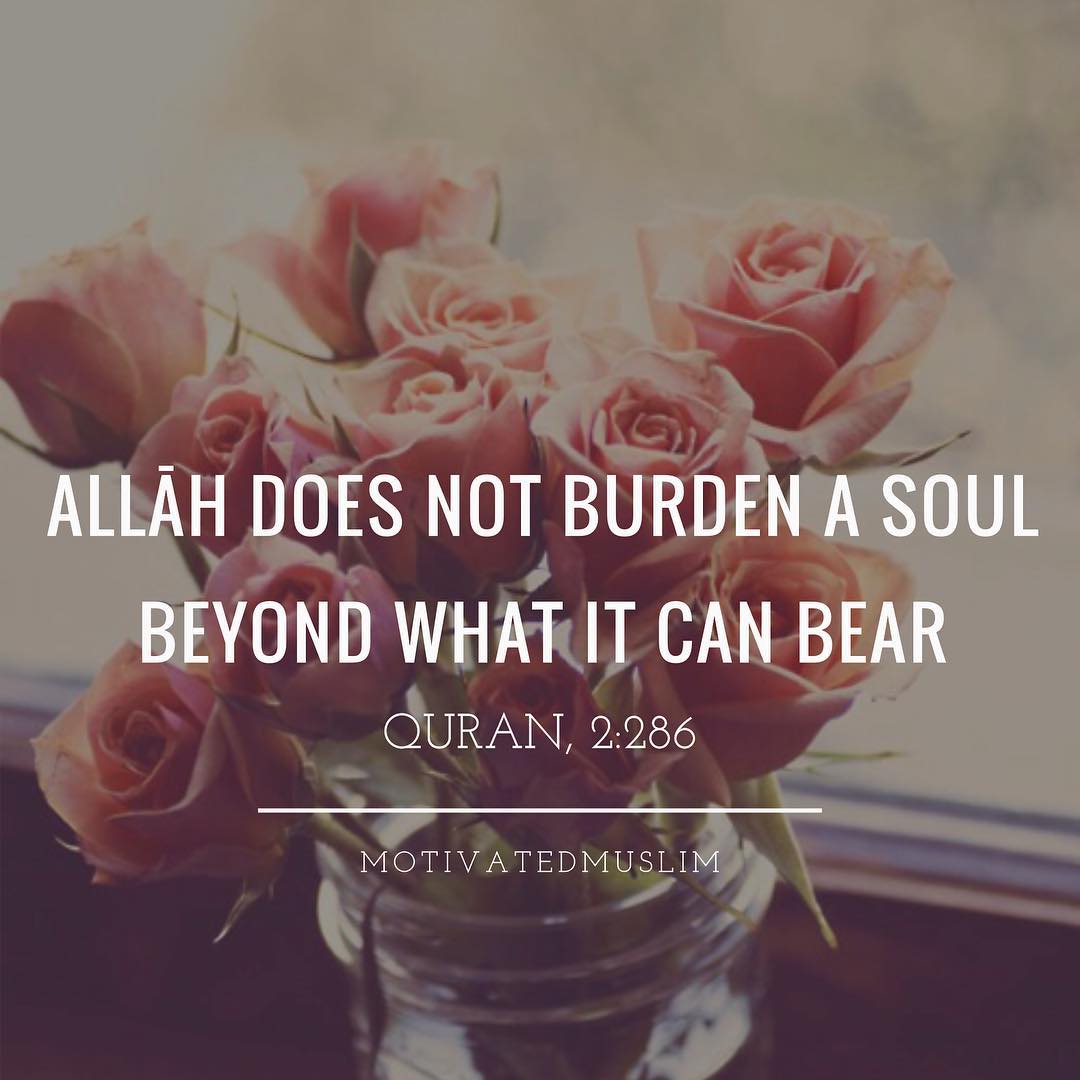 ALLĀH DOES NOT BURDEN A SOUL
BEYOND WHAT IT CAN BEAR
QURAN, 2:286
MOTIVATEDMUSLIM